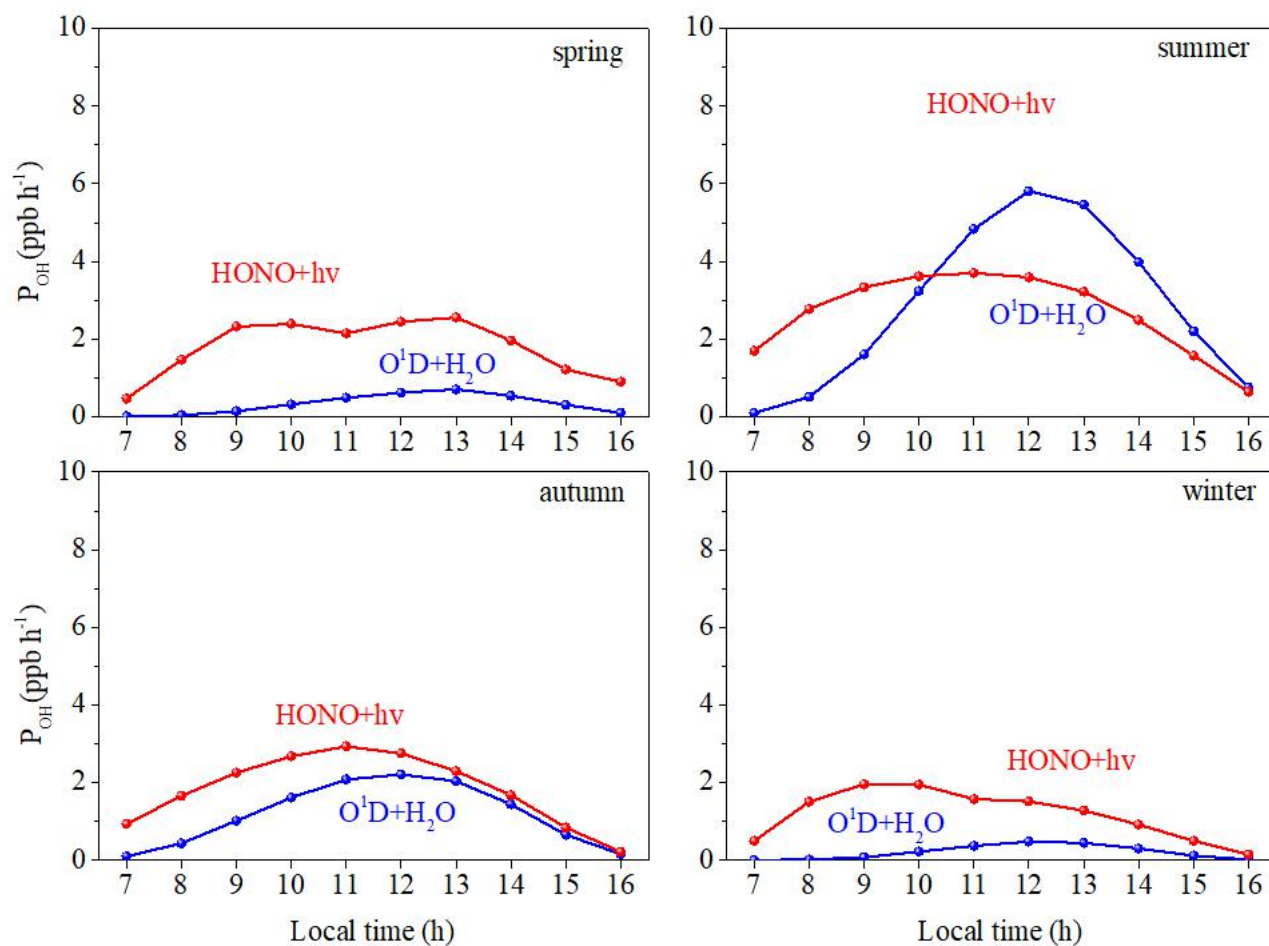 10
8
6
4
2
0
P_OH (ppb h⁻¹)
spring
HONO+hv
O¹D+H₂O
7 8 9 10 11 12 13 14 15 16
10
8
6
4
2
0
summer
HONO+hv
O¹D+H₂O
7 8 9 10 11 12 13 14 15 16
10
8
6
4
2
0
P_OH (ppb h⁻¹)
autumn
HONO+hv
O¹D+H₂O
7 8 9 10 11 12 13 14 15 16
Local time (h)
10
8
6
4
2
0
winter
HONO+hv
O¹D+H₂O
7 8 9 10 11 12 13 14 15 16
Local time (h)